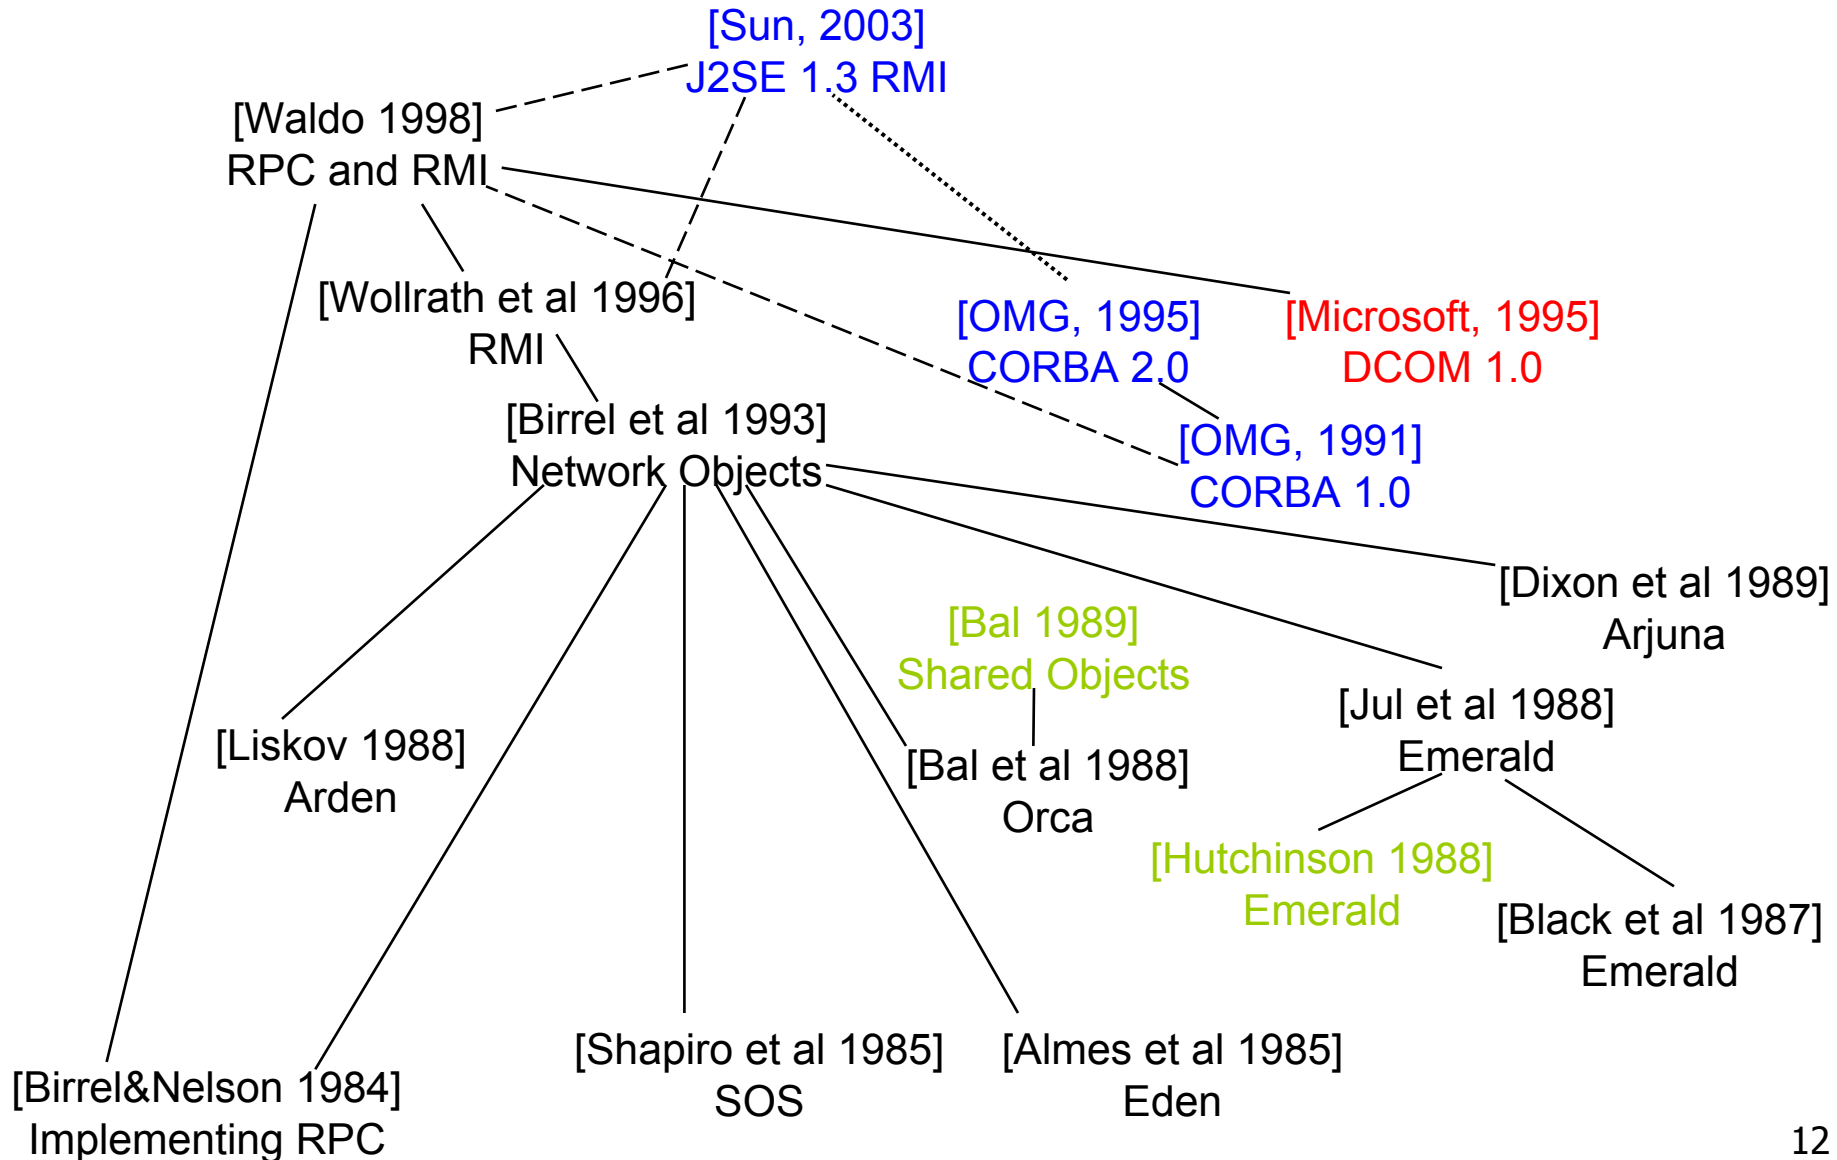 [Sun, 2003]
J2SE 1.3 RMI
[Waldo 1998]
RPC and RMI
[Wollrath et al 1996]
RMI
[OMG, 1995]
CORBA 2.0
[Microsoft, 1995]
DCOM 1.0
[Birrel et al 1993]
Network Objects
[OMG, 1991]
CORBA 1.0
[Dixon et al 1989]
Arjuna
[Bal 1989]
Shared Objects
[Jul et al 1988]
Emerald
[Liskov 1988]
Arden
[Bal et al 1988]
Orca
[Hutchinson 1988]
Emerald
[Black et al 1987]
Emerald
[Shapiro et al 1985]
SOS
[Almes et al 1985]
Eden
[Birrel&Nelson 1984]
Implementing RPC
12